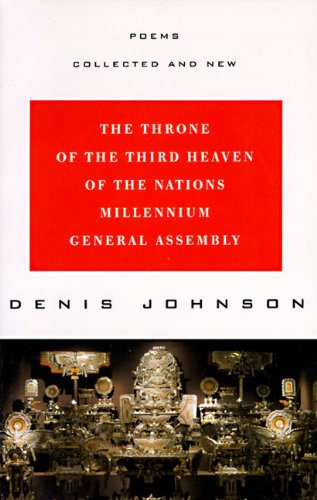 POEMS
COLLECTED AND NEW
THE THRONE
OF THE THIRD HEAVEN
OF THE NATIONS
MILLENNIUM
GENERAL ASSEMBLY
DENIS JOHNSON